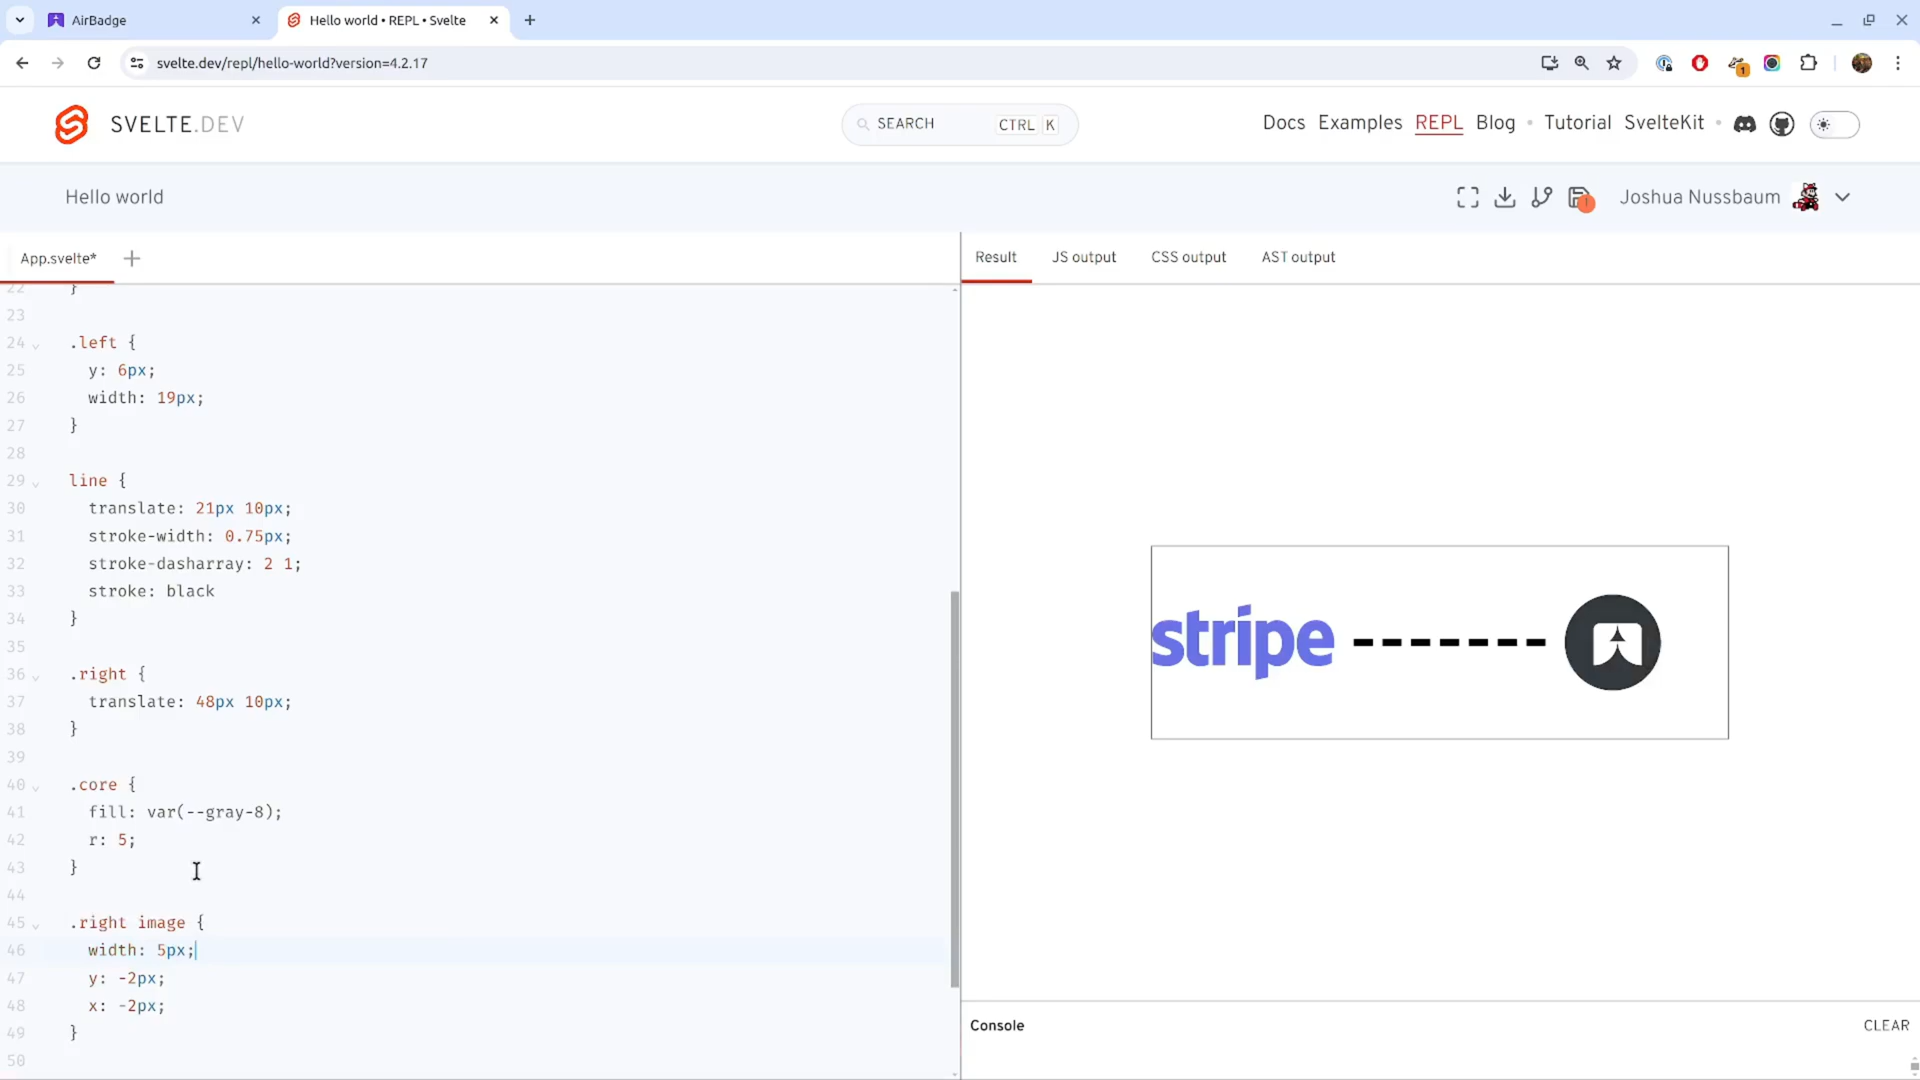 AirBadge
Hello world • REPL • Svelte
svelte.dev/repl/hello-world?version=4.2.17
1
SVELTE.DEV
SEARCH CTRL K
Docs Examples REPL Blog • Tutorial SvelteKit •
Hello world
Joshua Nussbaum
App.svelte*
Result JS output CSS output AST output
22 }
23
24 .left {
25 y: 6px;
26 width: 19px;
27 }
28
29 line {
30 translate: 21px 10px;
31 stroke-width: 0.75px;
32 stroke-dasharray: 2 1;
33 stroke: black
34 }
35
36 .right {
37 translate: 48px 10px;
38 }
39
40 .core {
41 fill: var(--gray-8);
42 r: 5;
43 }
44
45 .right image {
46 width: 5px;
47 y: -2px;
48 x: -2px;
49 }
50
stripe
Console
CLEAR